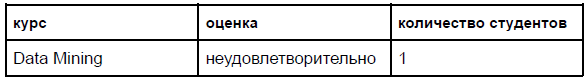 курс оценка количество студентов
Data Mining неудовлетворительно 1